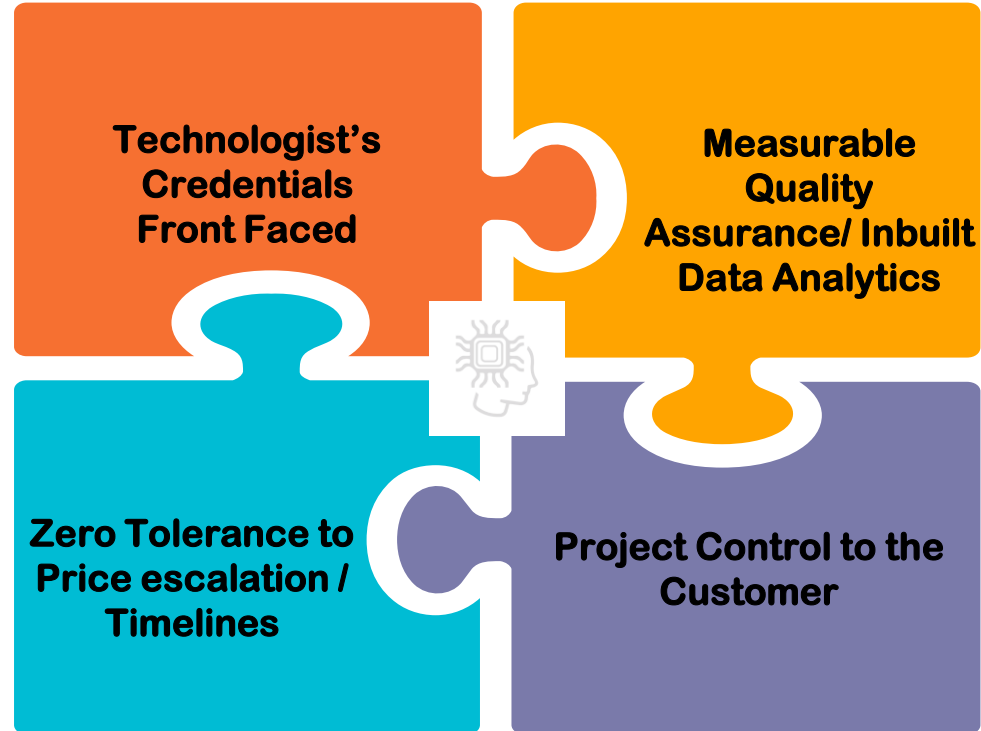 Technologist’s
Credentials
Front Faced
Measurable
Quality
Assurance/ Inbuilt
Data Analytics
Zero Tolerance to
Price escalation /
Timelines
Project Control to the
Customer